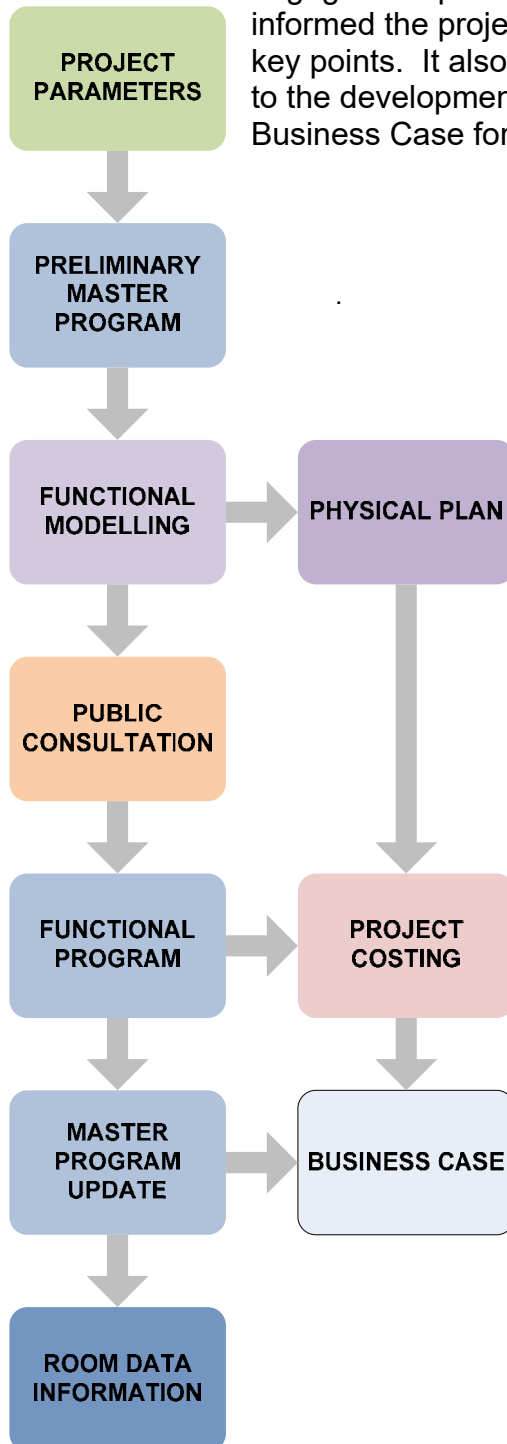 informed the projec
key points.  It also
to the developmen
Business Case for
PROJECT
PARAMETERS
PRELIMINARY
MASTER
PROGRAM
.
FUNCTIONAL
MODELLING
PHYSICAL PLAN
PUBLIC
CONSULTATION
FUNCTIONAL
PROGRAM
PROJECT
COSTING
MASTER
PROGRAM
UPDATE
BUSINESS CASE
ROOM DATA
INFORMATION